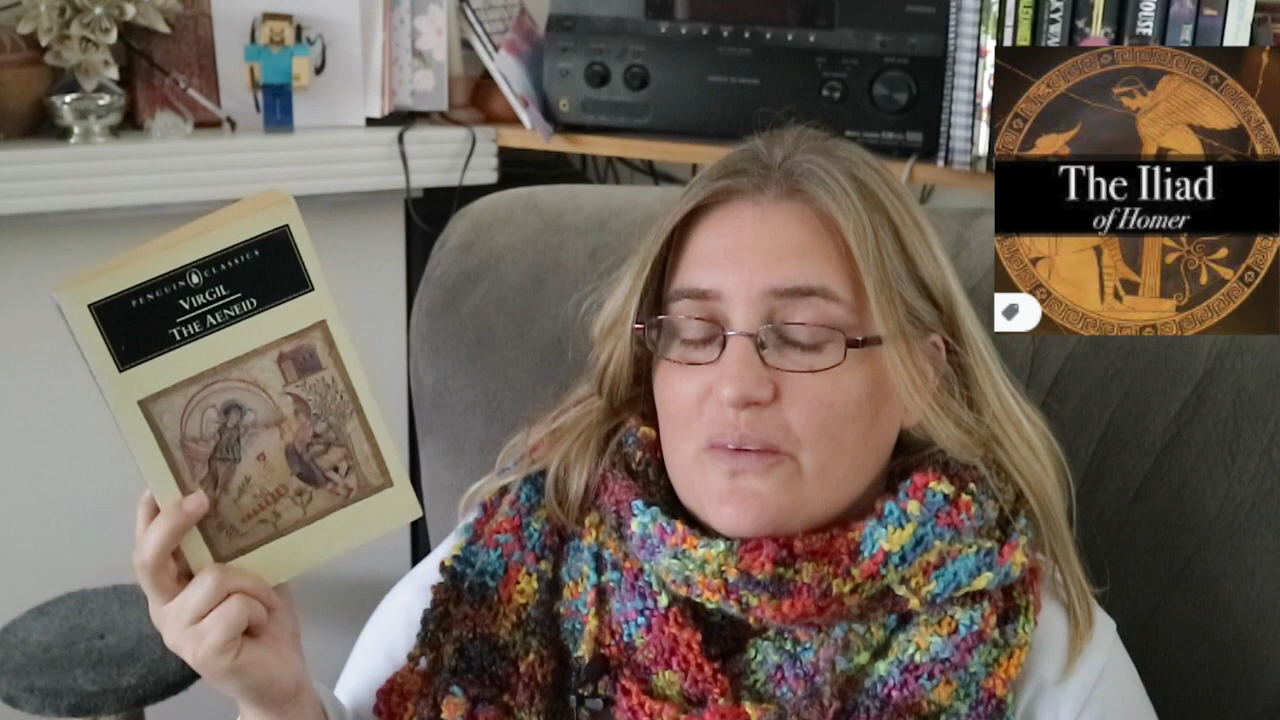 PENGUIN CLASSICS
VIRGIL
THE AENEID
The Iliad
of Homer